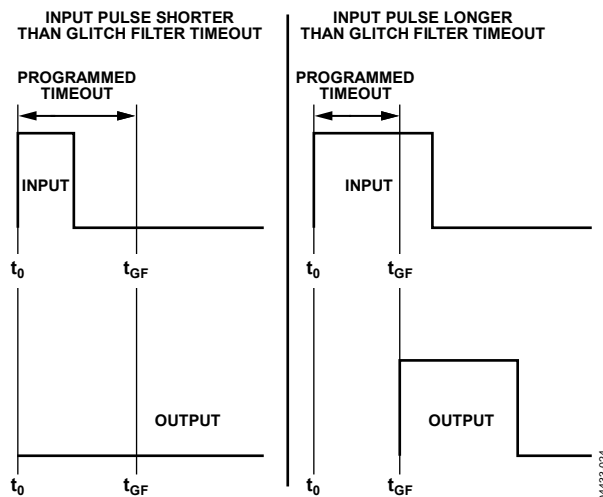 INPUT PULSE SHORTER
THAN GLITCH FILTER TIMEOUT
PROGRAMMED
TIMEOUT
INPUT
t0
tGF
OUTPUT
t0
tGF
INPUT PULSE LONGER
THAN GLITCH FILTER TIMEOUT
PROGRAMMED
TIMEOUT
INPUT
t0
tGF
OUTPUT
t0
tGF